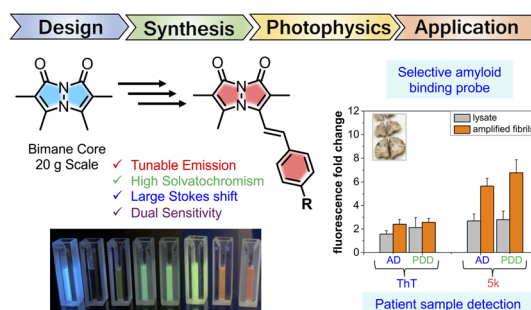 Design
Synthesis
Photophysics
Application
O
O
N
N
Bimane Core
20 g Scale
O
O
N
N
R
✓ Tunable Emission
✓ High Solvatochromism
✓ Large Stokes shift
✓ Dual Sensitivity
Selective amyloid
binding probe
fluorescence fold change
12
10
8
6
4
2
0
lysate
amplified fibrils
AD
PDD
AD
PDD
ThT
5k
Patient sample detection